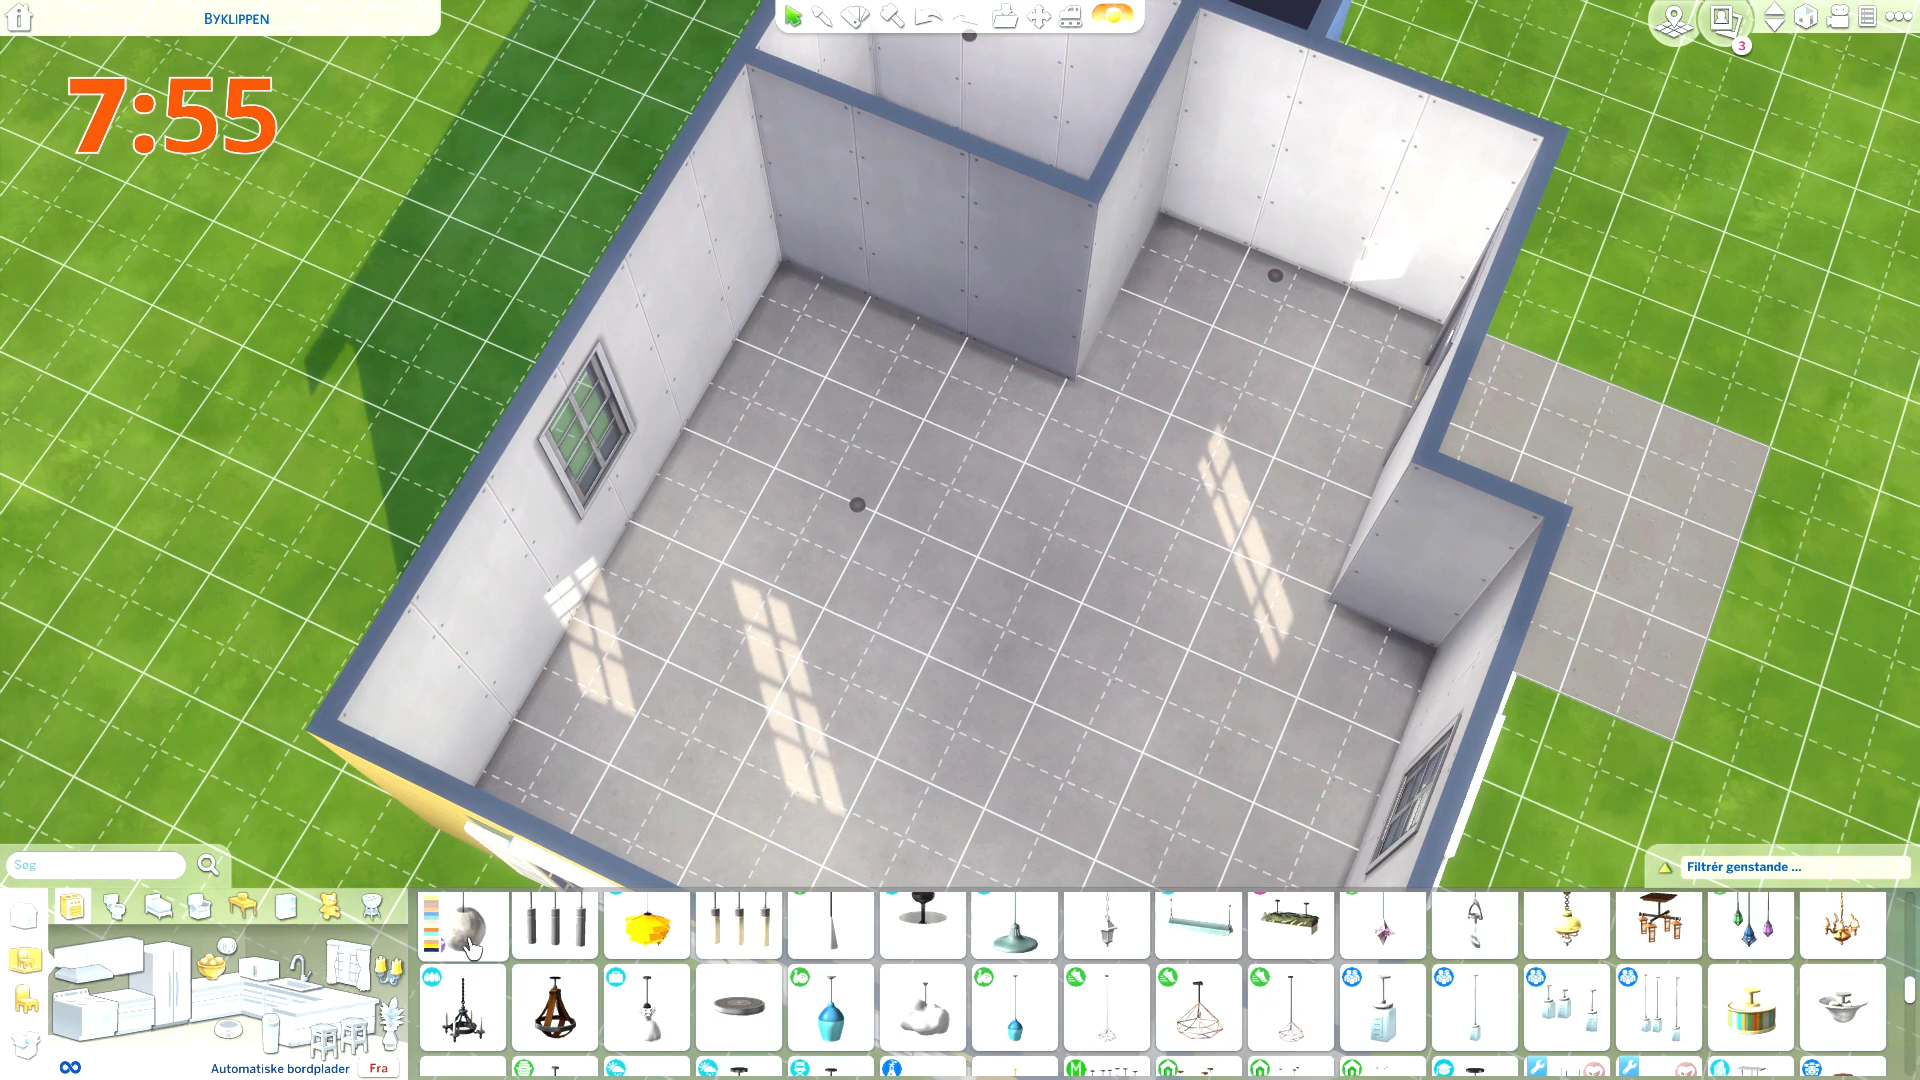 BYKLIPPEN
3
7:55
Søg
Filtrér genstande ...
Automatiske bordplader Fra